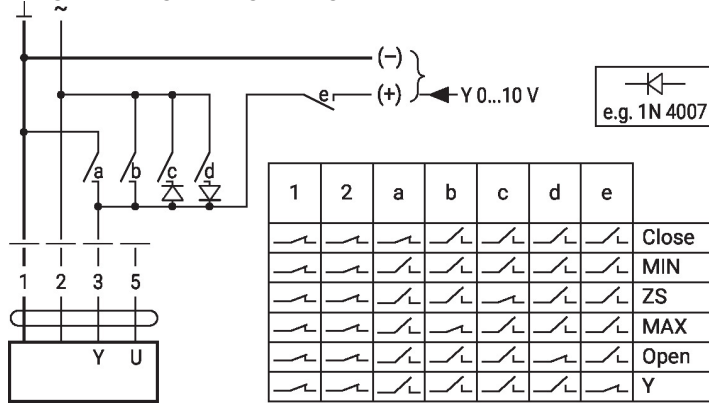 ⊥ ~
(−)
e (+) Y 0...10 V
e.g. 1N 4007
a b c d
1 2 a b c d e
Close
MIN
ZS
MAX
Open
Y
1 2 3 5
Y U